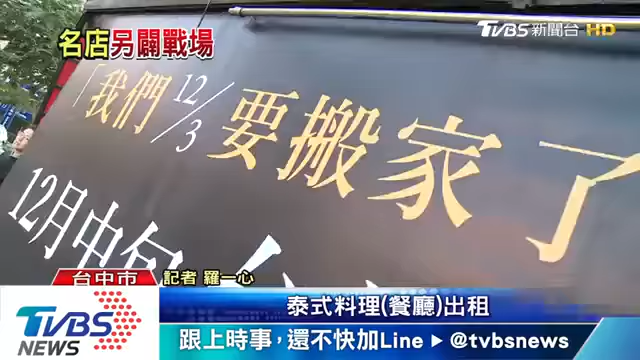 名店另闢戰場
TVBS新聞台 HD
「我們12/3要搬家了
12月中旬
台中市
記者 羅一心
泰式料理(餐廳)出租
TVBS
NEWS
跟上時事,還不快加Line ▶ @tvbsnews